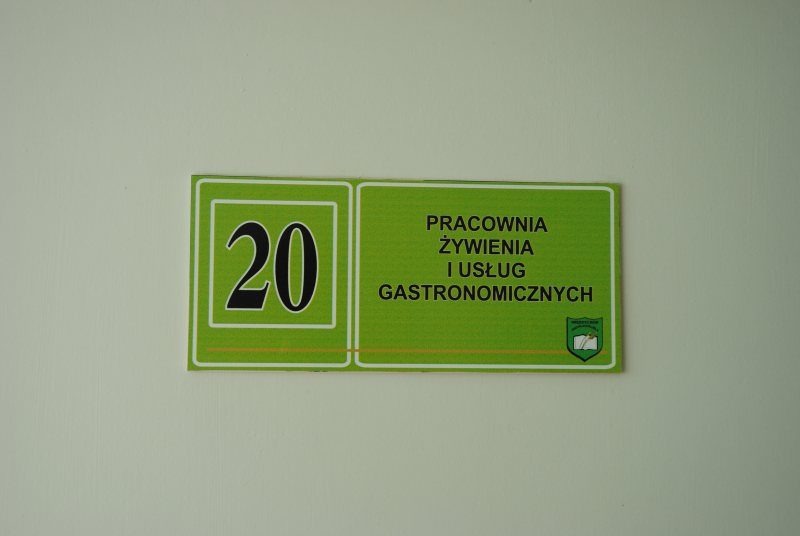 20
PRACOWNIA
ŻYWIENIA
I USŁUG
GASTRONOMICZNYCH